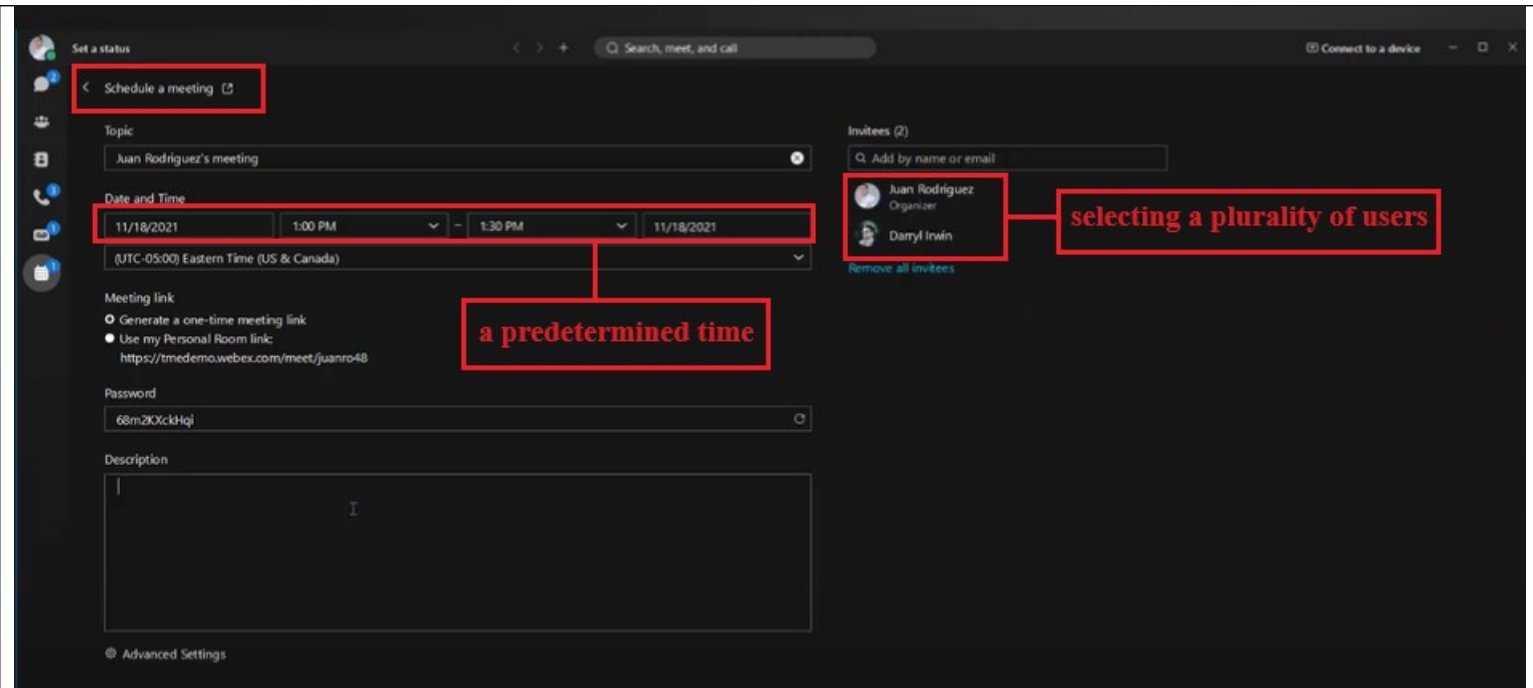 Set a status
Search, meet, and call
Connect to a device
2
Schedule a meeting
Topic
Invitees (2)
Juan Rodriguez's meeting
Add by name or email
3
Date and Time
Juan Rodriguez
Organizer
11/18/2021 1:00 PM – 1:30 PM 11/18/2021
selecting a plurality of users
1
Darryl Irwin
(UTC-05:00) Eastern Time (US & Canada)
1
Remove all invitees
Meeting link
Generate a one-time meeting link
a predetermined time
Use my Personal Room link:
https://tmedemo.webex.com/meet/juanro48
Password
68m2KXckHqi
Description
Advanced Settings